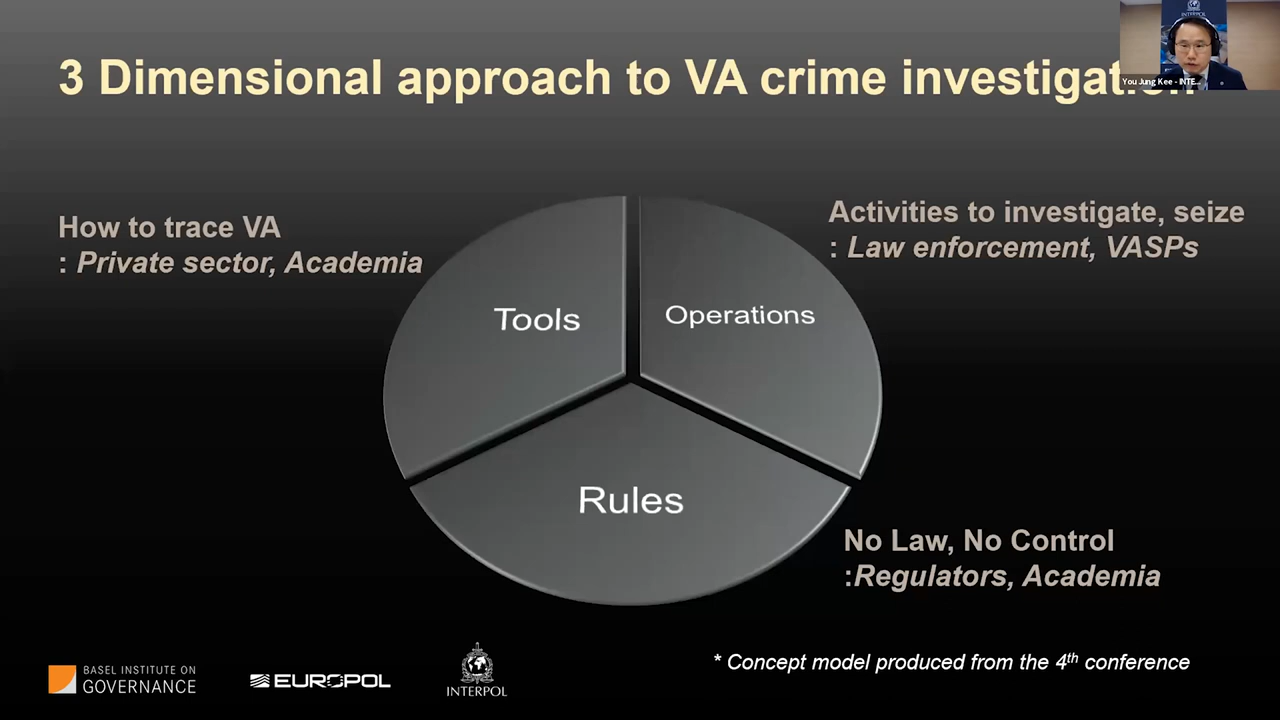 3 Dimensional approach to VA crime investigation
INTERPOL
You Jung Kee - INTE...
How to trace VA
: Private sector, Academia
Activities to investigate, seize
: Law enforcement, VASPs
Tools
Operations
Rules
No Law, No Control
:Regulators, Academia
* Concept model produced from the 4th conference
BASEL INSTITUTE ON
GOVERNANCE
EUROPOL
INTERPOL